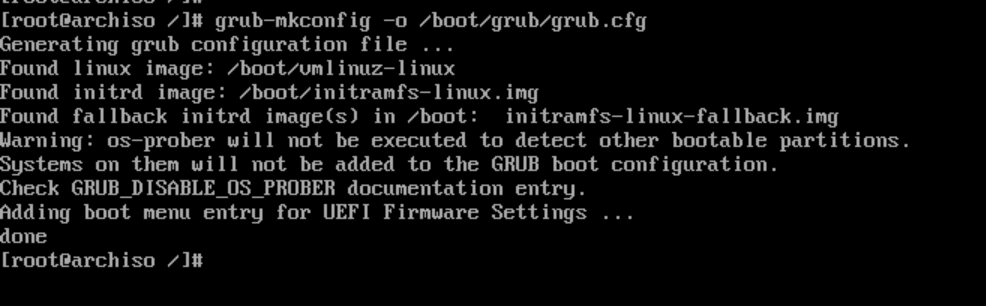 [root@archiso /]# grub-mkconfig -o /boot/grub/grub.cfg
Generating grub configuration file ...
Found linux image: /boot/vmlinuz-linux
Found initrd image: /boot/initramfs-linux.img
Found fallback initrd image(s) in /boot:  initramfs-linux-fallback.img
Warning: os-prober will not be executed to detect other bootable partitions.
Systems on them will not be added to the GRUB boot configuration.
Check GRUB_DISABLE_OS_PROBER documentation entry.
Adding boot menu entry for UEFI Firmware Settings ...
done
[root@archiso /]#